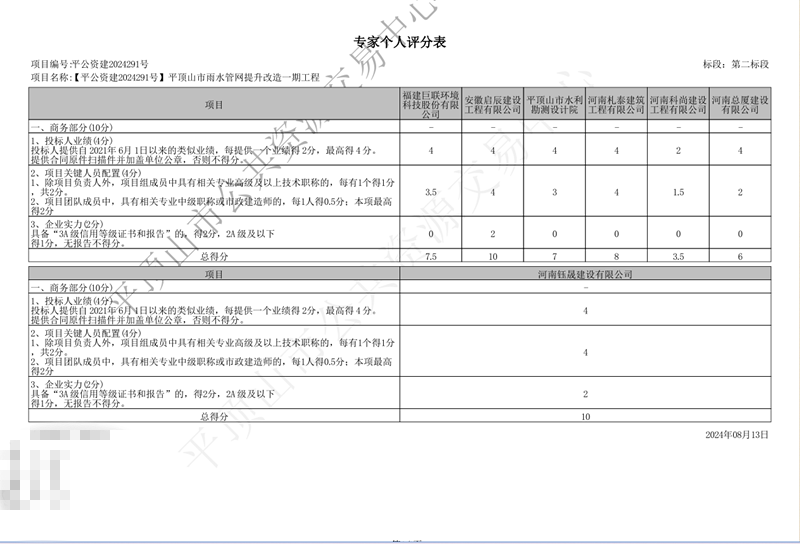 专家个人评分表
项目编号:平公资建2024291号
标段：第二标段
项目名称:【平公资建2024291号】平顶山市雨水管网提升改造一期工程
项目
福建巨联环境科技股份有限公司
安徽启辰建设工程有限公司
平顶山市水利勘测设计院
河南札泰建筑工程有限公司
河南科尚建设工程有限公司
河南总厦建设有限公司
一、商务部分(10分)
－ － － － － －
1、投标人业绩(4分)
投标人提供自2021年6月1日以来的类似业绩，每提供一个业绩得2分，最高得4分。
提供合同原件扫描件并加盖单位公章，否则不得分。
4 4 4 4 2 4
2、项目关键人员配置(4分)
1、除项目负责人外，项目组成员中具有相关专业高级及以上技术职称的，每有1个得1分
，共2分。
2、项目团队成员中，具有相关专业中级职称或市政建造师的，每1人得0.5分；本项最高
得2分
3.5 4 3 4 1.5 2
3、企业实力(2分)
具备“3A级信用等级证书和报告”的，得2分，2A级及以下
得1分，无报告不得分。
0 2 0 0 0 0
总得分 7.5 10 7 8 3.5 6
项目 河南钰晟建设有限公司
一、商务部分(10分) －
1、投标人业绩(4分)
投标人提供自2021年6月1日以来的类似业绩，每提供一个业绩得2分，最高得4分。
提供合同原件扫描件并加盖单位公章，否则不得分。
4
2、项目关键人员配置(4分)
1、除项目负责人外，项目组成员中具有相关专业高级及以上技术职称的，每有1个得1分
，共2分。
2、项目团队成员中，具有相关专业中级职称或市政建造师的，每1人得0.5分；本项最高
得2分
4
3、企业实力(2分)
具备“3A级信用等级证书和报告”的，得2分，2A级及以下
得1分，无报告不得分。
2
总得分 10
2024年08月13日
平顶山市公共资源交易中心
平顶山市公共资源交易中心